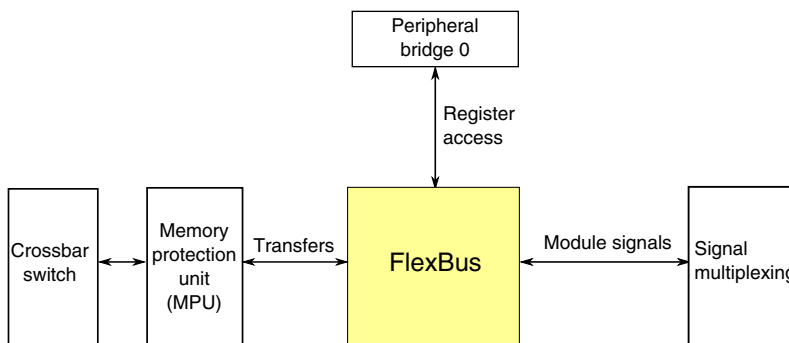 Peripheral
bridge 0
Register
access
Crossbar
switch
Memory
protection
unit
(MPU)
Transfers
FlexBus
Module signals
Signal
multiplexing